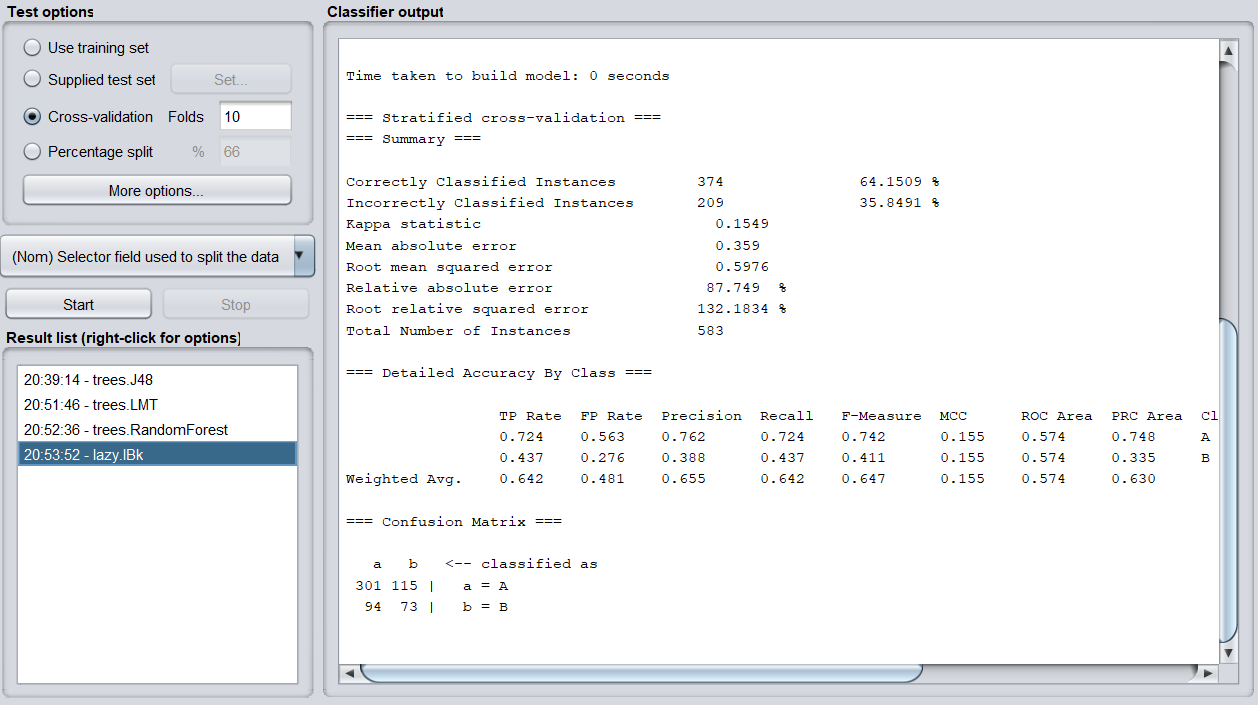 Test options
Use training set
Supplied test set Set...
Cross-validation Folds 10
Percentage split % 66
More options...
(Nom) Selector field used to split the data
Start Stop
Result list (right-click for options)
20:39:14 - trees.J48
20:51:46 - trees.LMT
20:52:36 - trees.RandomForest
20:53:52 - lazy.IBk
Classifier output
Time taken to build model: 0 seconds
=== Stratified cross-validation ===
=== Summary ===
Correctly Classified Instances 374 64.1509 %
Incorrectly Classified Instances 209 35.8491 %
Kappa statistic 0.1549
Mean absolute error 0.359
Root mean squared error 0.5976
Relative absolute error 87.749 %
Root relative squared error 132.1834 %
Total Number of Instances 583
=== Detailed Accuracy By Class ===
TP Rate FP Rate Precision Recall F-Measure MCC ROC Area PRC Area Cl
0.724 0.563 0.762 0.724 0.742 0.155 0.574 0.748 A
0.437 0.276 0.388 0.437 0.411 0.155 0.574 0.335 B
Weighted Avg. 0.642 0.481 0.655 0.642 0.647 0.155 0.574 0.630
=== Confusion Matrix ===
a b <-- classified as
301 115 | a = A
94 73 | b = B